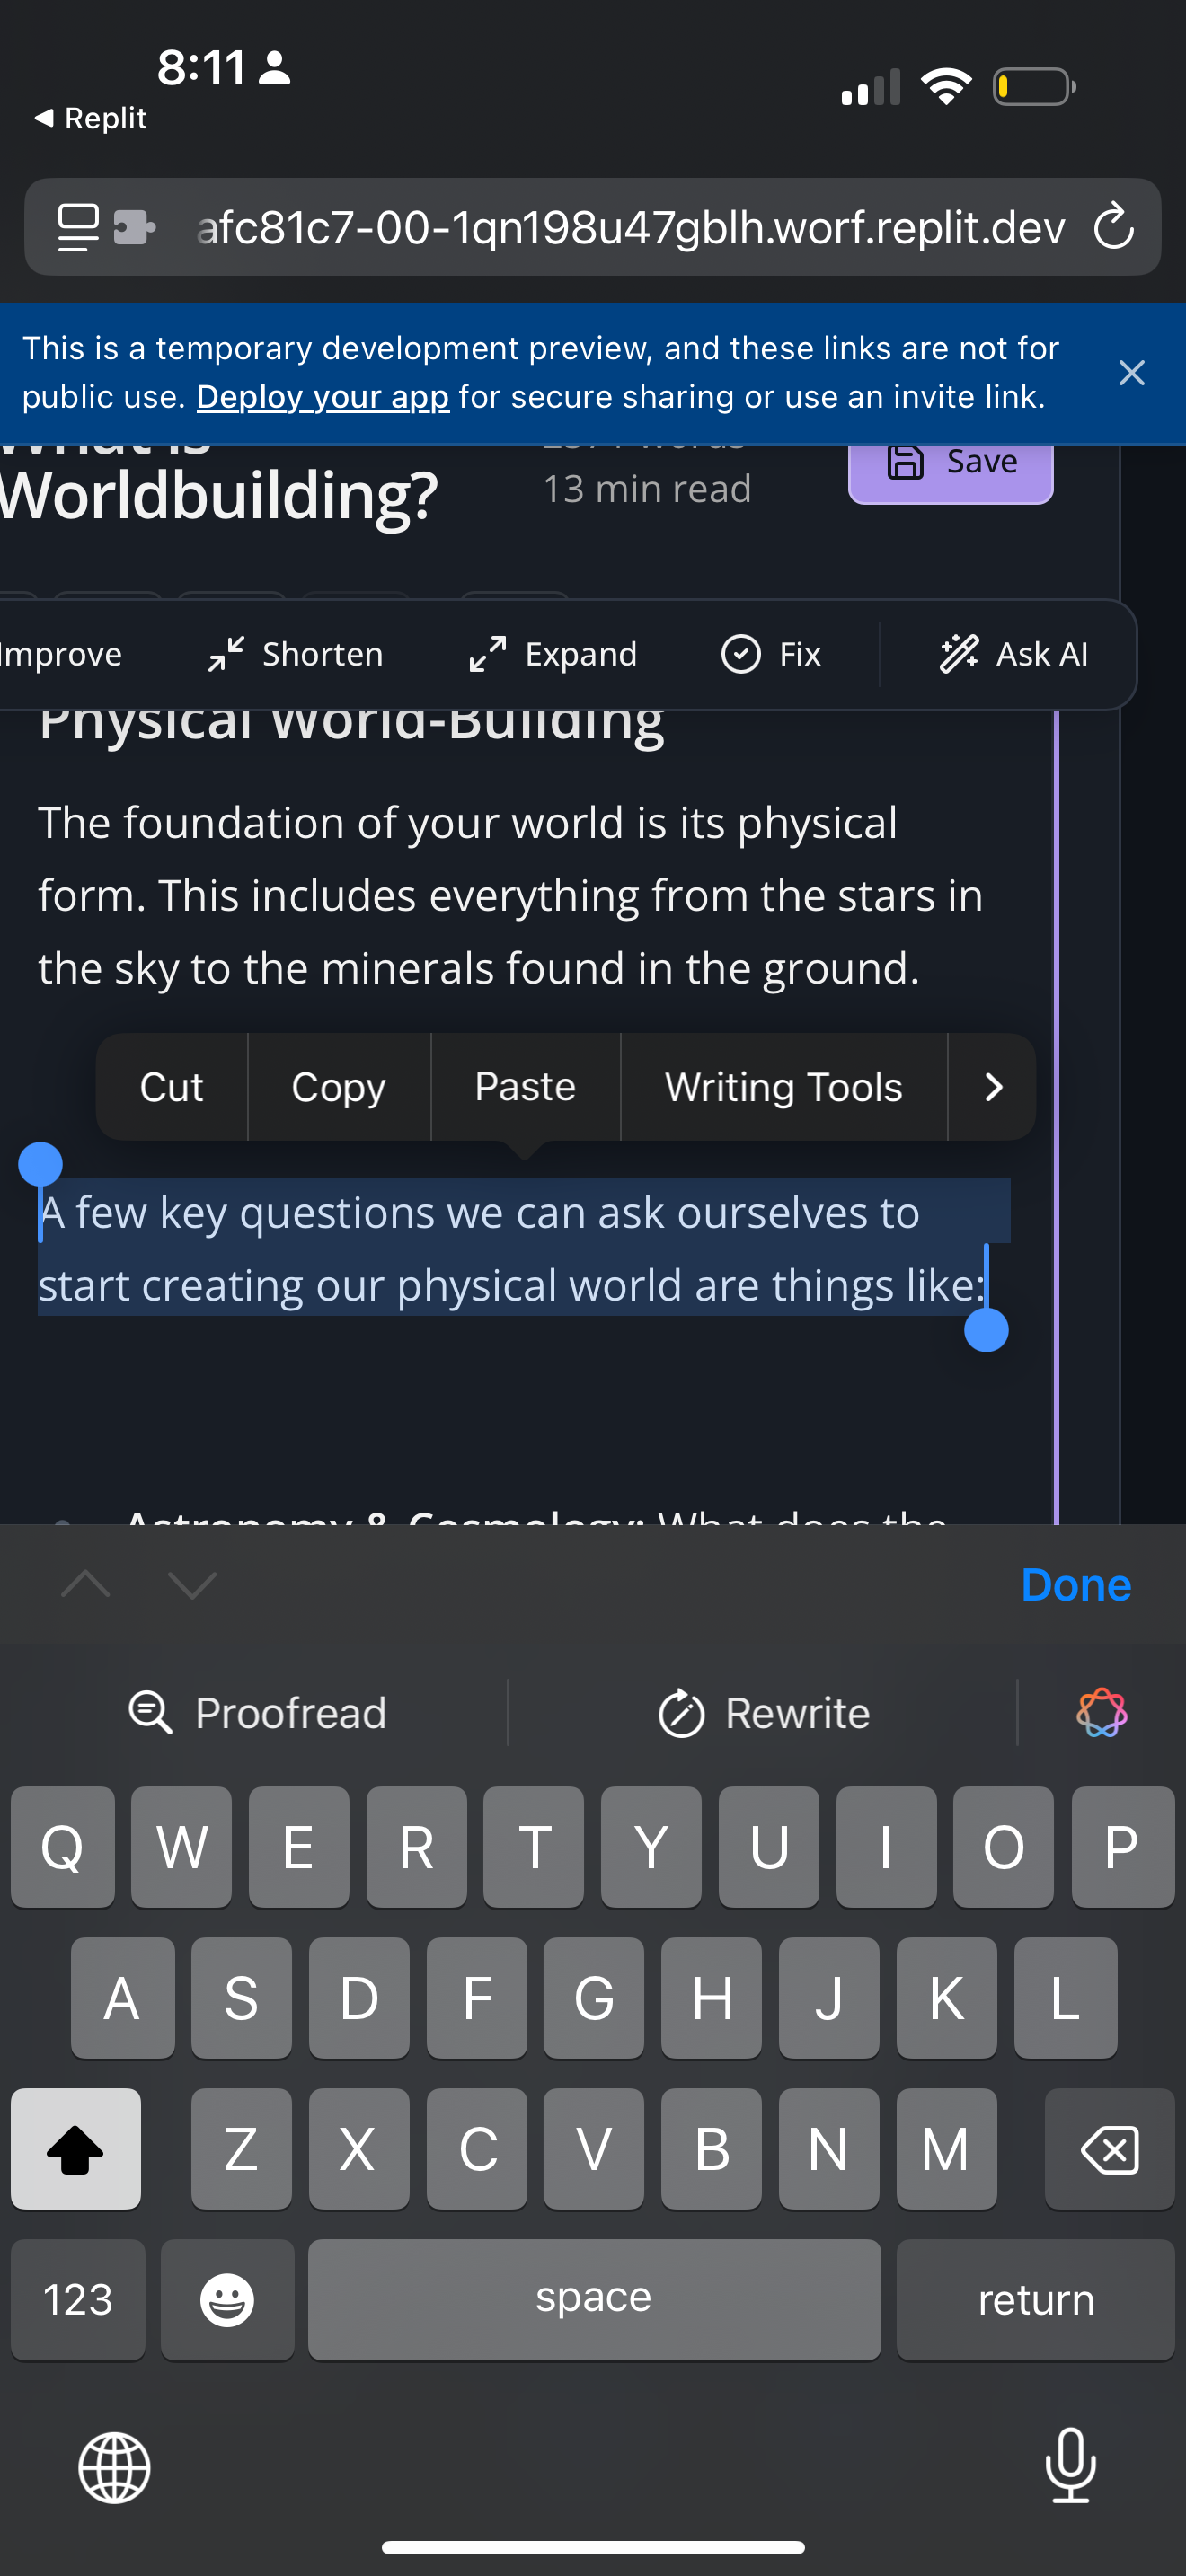 8:11
Replit
afc81c7-00-1qn198u47gblh.worf.replit.dev
This is a temporary development preview, and these links are not for
public use. Deploy your app for secure sharing or use an invite link.
What is
Worldbuilding?
words
13 min read
Save
Improve
Shorten
Expand
Fix
Ask AI
Physical World-Building
The foundation of your world is its physical
form. This includes everything from the stars in
the sky to the minerals found in the ground.
Cut
Copy
Paste
Writing Tools
A few key questions we can ask ourselves to
start creating our physical world are things like:
Astronomy & Cosmology: What does the
Done
Proofread
Rewrite
Q W E R T Y U I O P
A S D F G H J K L
Z X C V B N M
123
space
return